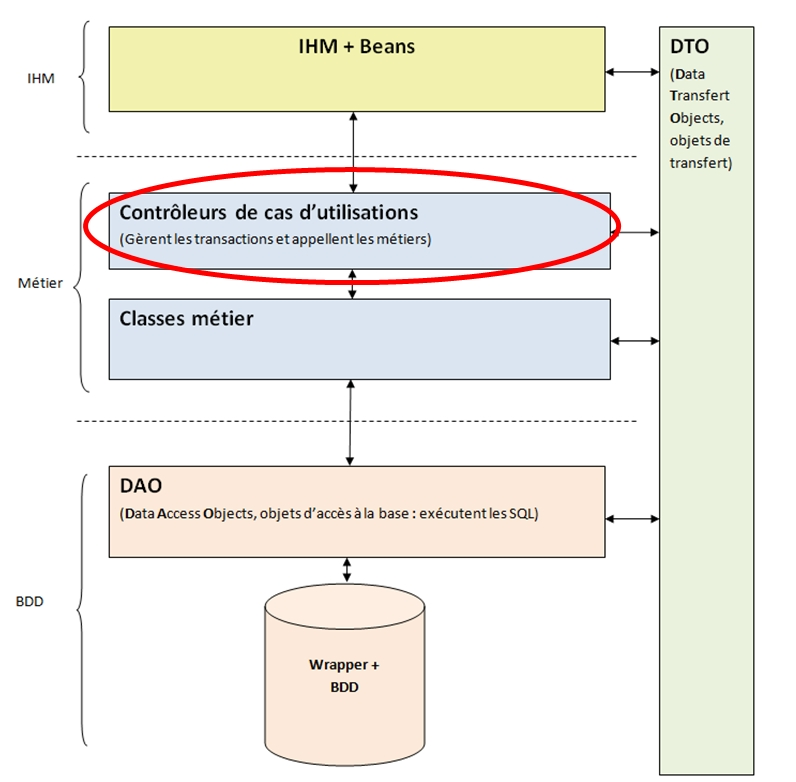 IHM + Beans
IHM
DTO
(Data
Transfert
Objects,
objets de
transfert)
Contrôleurs de cas d'utilisations
(Gèrent les transactions et appellent les métiers)
Métier
Classes métier
DAO
(Data Access Objects, objets d'accès à la base : exécutent les SQL)
BDD
Wrapper +
BDD